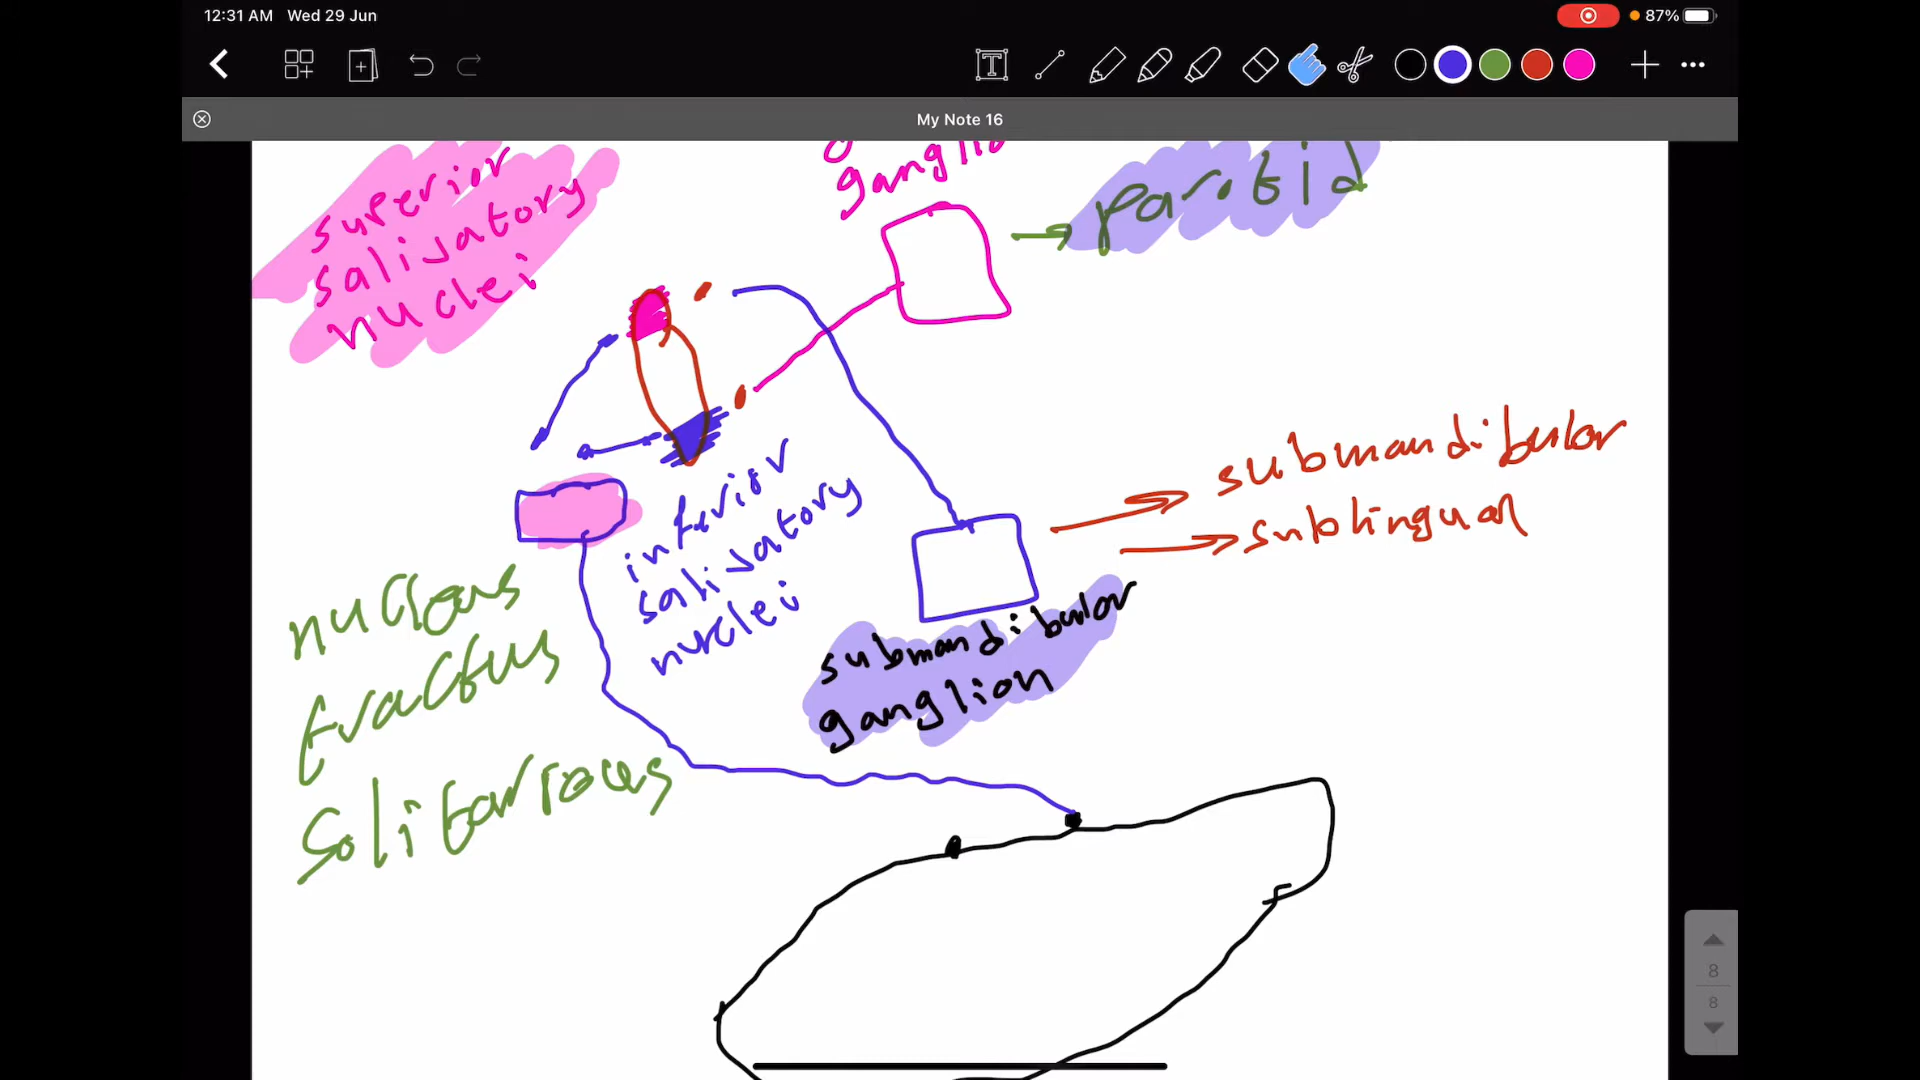 12:31 AM Wed 29 Jun
87%
T
My Note 16
superior
salivatory
nuclei
ganglio
parotid
submandibular
sublingual
inferior
salivatory
nuclei
submandibular
ganglion
nucleus
tractus
solitarious
8
8